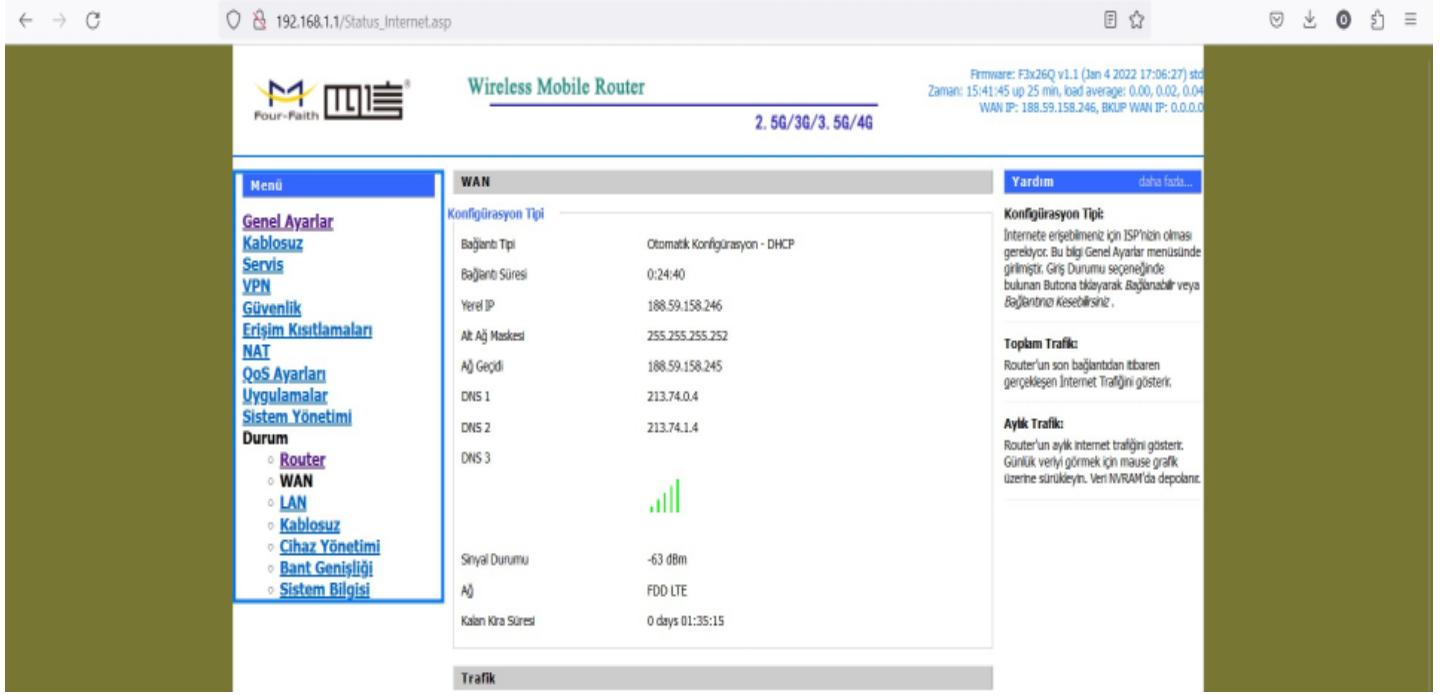 192.168.1.1/Status_Internet.asp
Four-Faith 四信®
Wireless Mobile Router
2.5G/3G/3.5G/4G
Firmware: F3x26Q v1.1 (Jan 4 2022 17:06:27) std
Zaman: 15:41:45 up 25 min, load average: 0.00, 0.02, 0.04
WAN IP: 188.59.158.246, BKUP WAN IP: 0.0.0.0
Menü
Genel Ayarlar
Kablosuz
Servis
VPN
Güvenlik
Erişim Kısıtlamaları
NAT
QoS Ayarları
Uygulamalar
Sistem Yönetimi
Durum
Router
WAN
LAN
Kablosuz
Cihaz Yönetimi
Bant Genişliği
Sistem Bilgisi
WAN
Konfigürasyon Tipi
Bağlantı Tipi Otomatik Konfigürasyon - DHCP
Bağlantı Süresi 0:24:40
Yerel IP 188.59.158.246
Alt Ağ Maskesi 255.255.255.252
Ağ Geçidi 188.59.158.245
DNS 1 213.74.0.4
DNS 2 213.74.1.4
DNS 3
Sinyal Durumu -63 dBm
Ağ FDD LTE
Kalan Kira Süresi 0 days 01:35:15
Trafik
Yardım daha fazla...
Konfigürasyon Tipi:
İnternete erişebilmeniz için ISP'nizin olması
gerekiyor. Bu bilgi Genel Ayarlar menüsünde
girilmiştir. Giriş Durumu seçeneğinde
bulunan Butona tıklayarak Bağlanabilir veya
Bağlantınızı Kesebilirsiniz .
Toplam Trafik:
Router'un son bağlantıdan itibaren
gerçekleşen İnternet Trafiğini gösterir.
Aylık Trafik:
Router'un aylık internet trafiğini gösterir.
Günlük veriyi görmek için mause grafik
üzerine sürükleyin. Veri NVRAM'da depolanır.